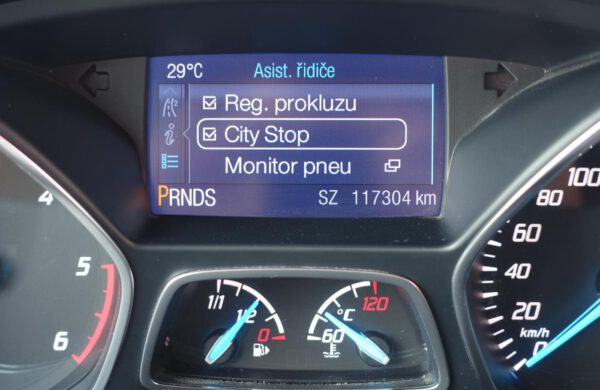 29°C Asist. řidiče
Reg. prokluzu
City Stop
Monitor pneu
PRNDS SZ 117304 km
4
5
6
1/1
1/2
0
°C
60
120
100
80
60
40
20
0
km/h